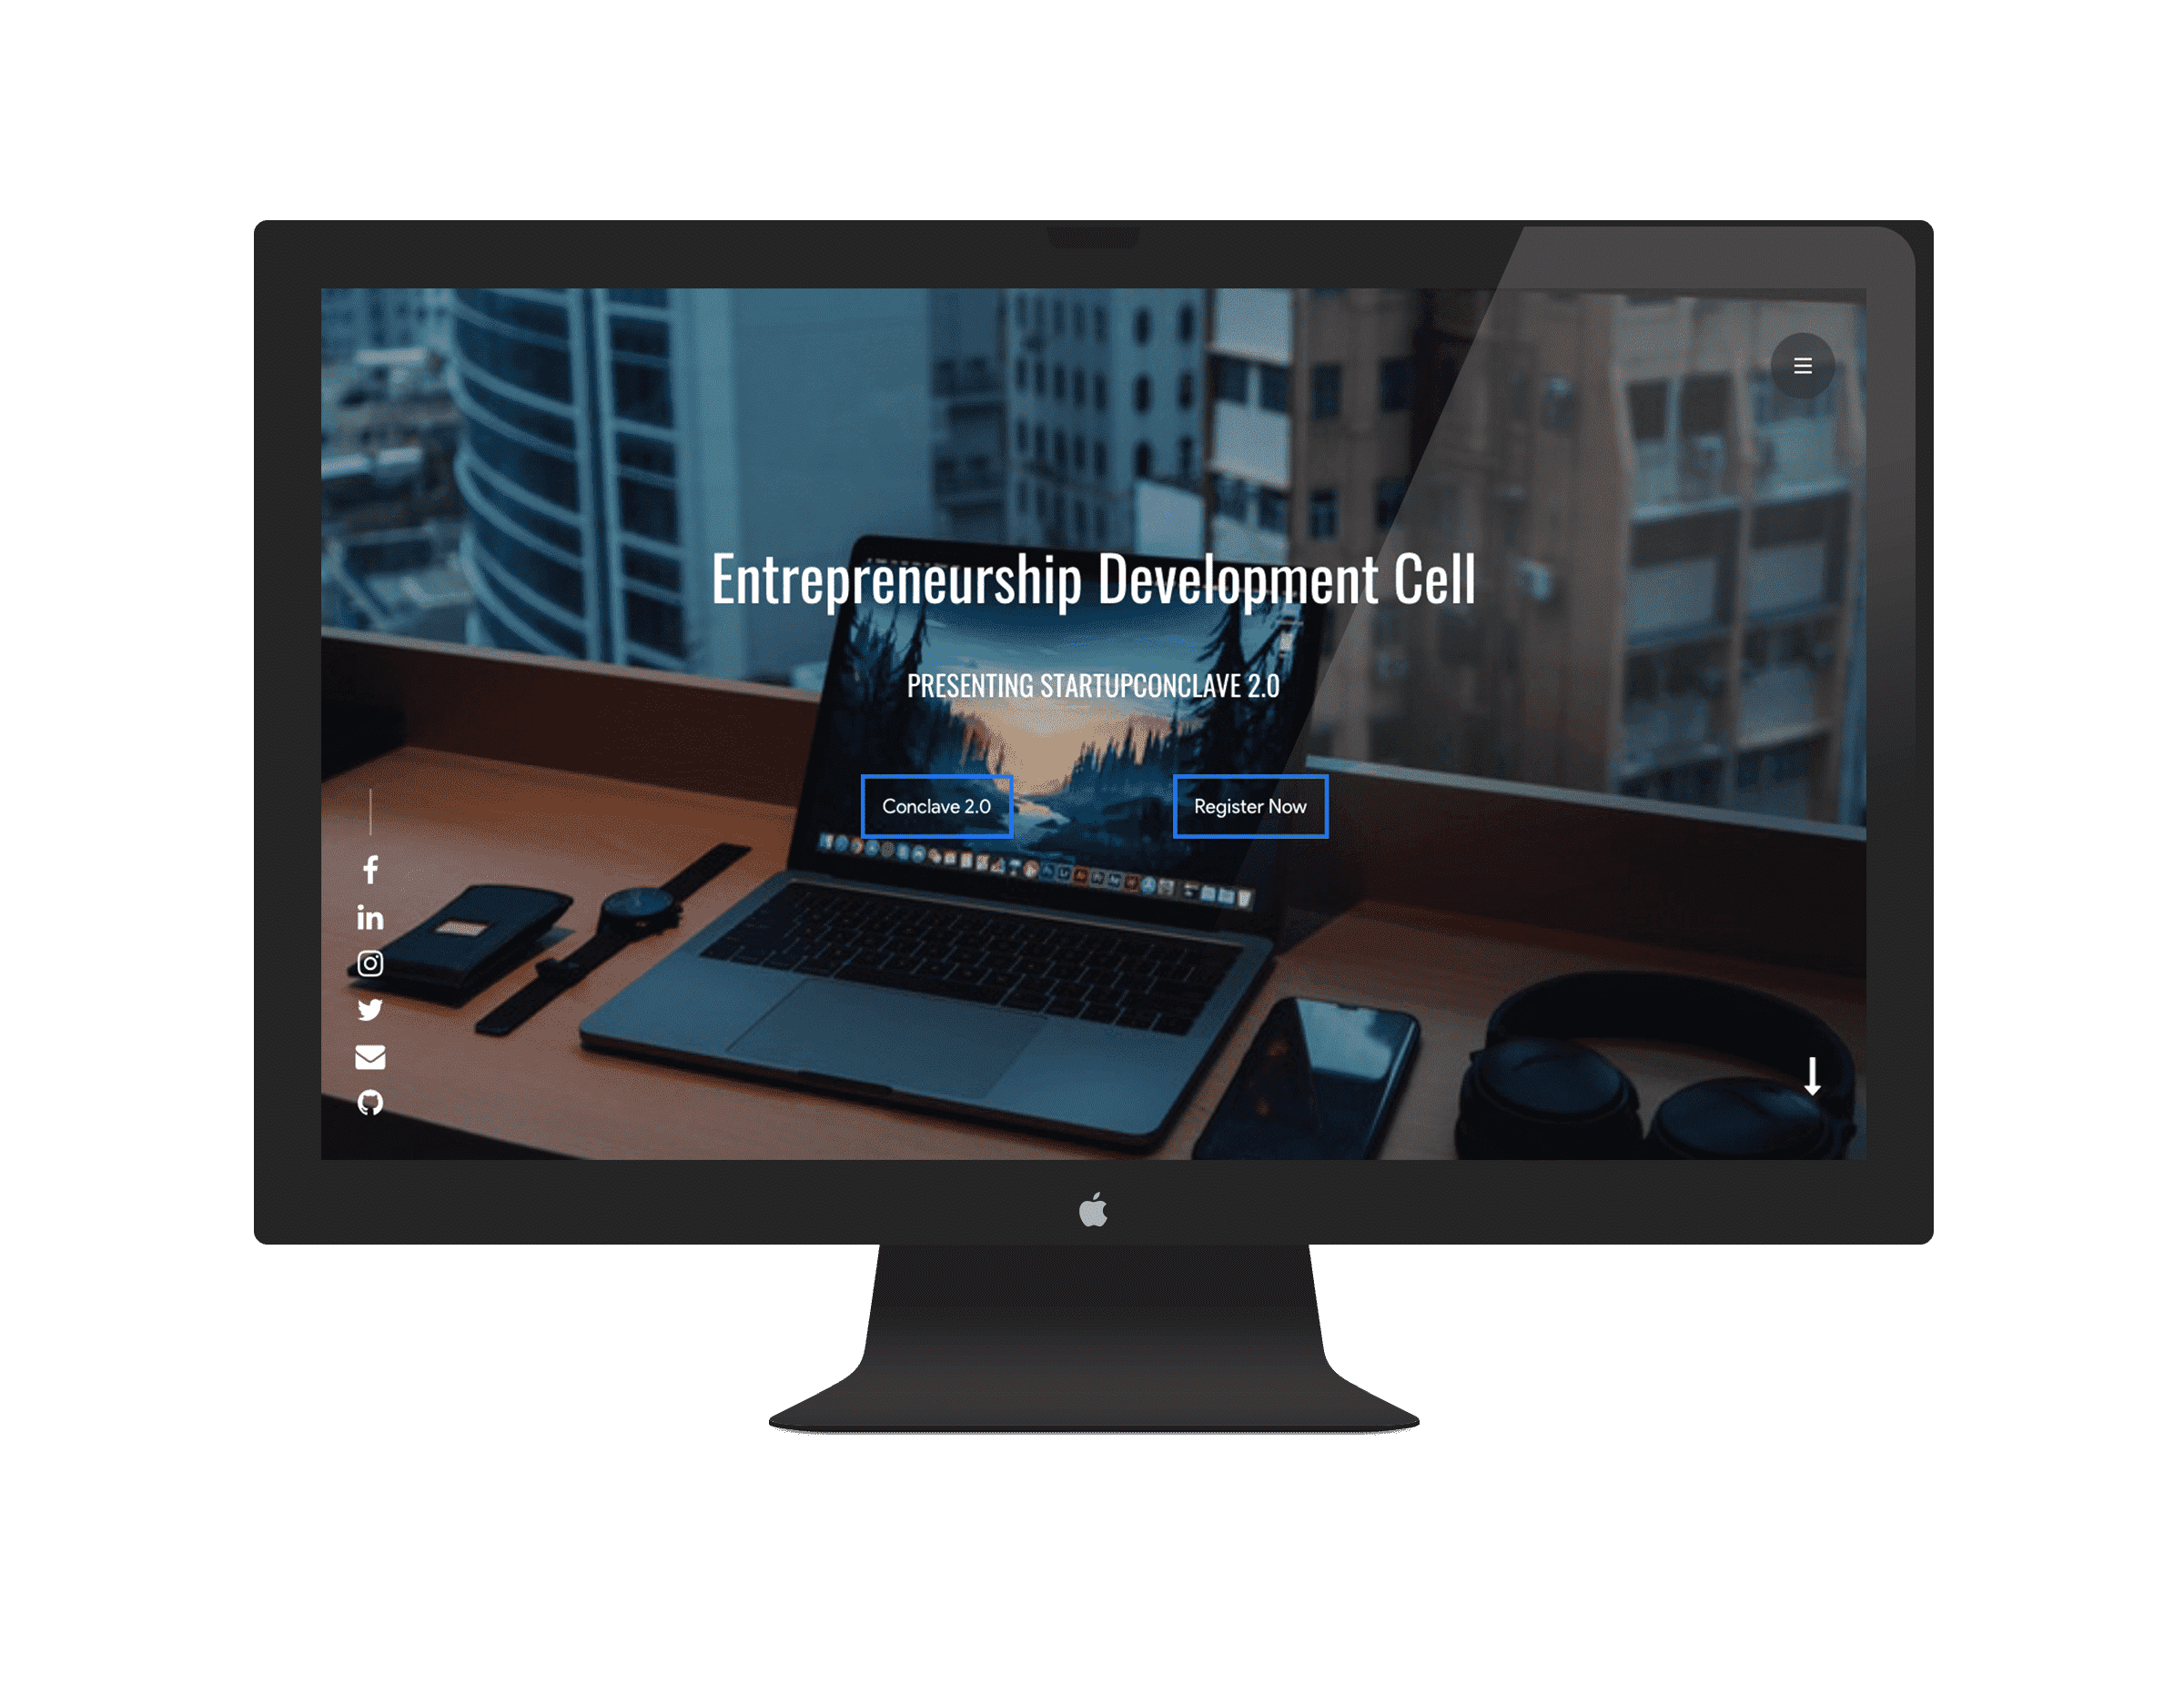 Entrepreneurship Development Cell
PRESENTING STARTUPCONCLAVE 2.0
Conclave 2.0
Register Now